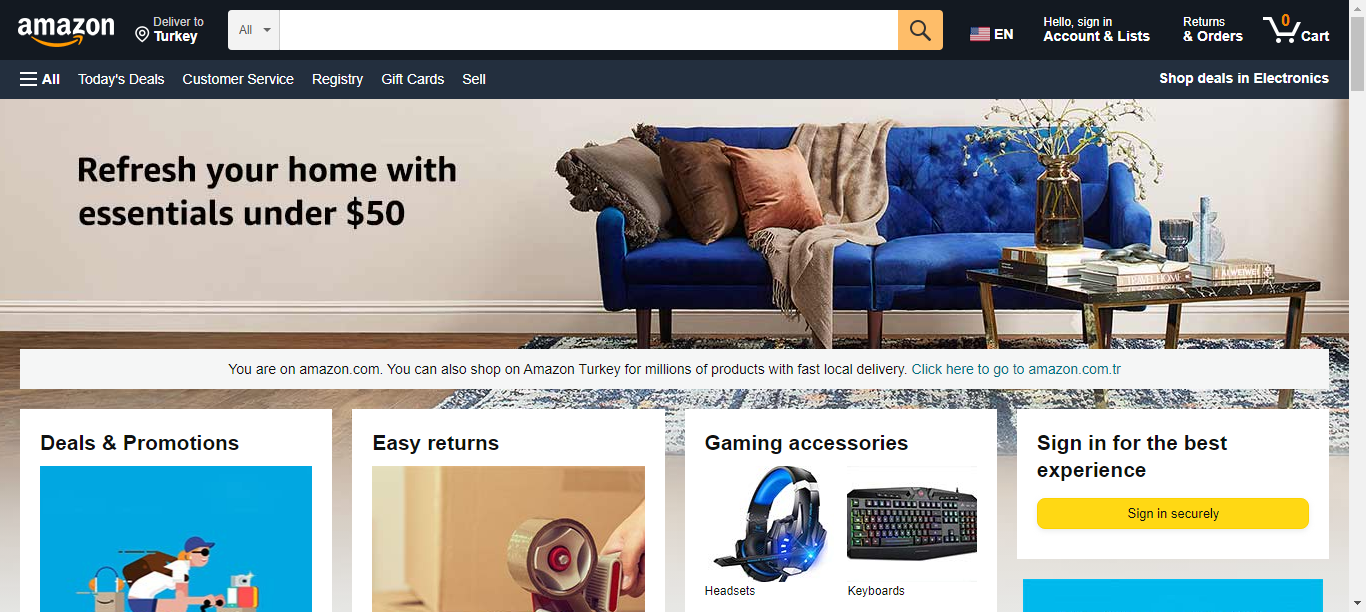 amazon
Deliver to
Turkey
All
EN
Hello, sign in
Account & Lists
Returns
& Orders
0
Cart
All
Today's Deals
Customer Service
Registry
Gift Cards
Sell
Shop deals in Electronics
Refresh your home with
essentials under $50
You are on amazon.com. You can also shop on Amazon Turkey for millions of products with fast local delivery. Click here to go to amazon.com.tr
Deals & Promotions
Easy returns
Gaming accessories
Headsets
Keyboards
Sign in for the best
experience
Sign in securely